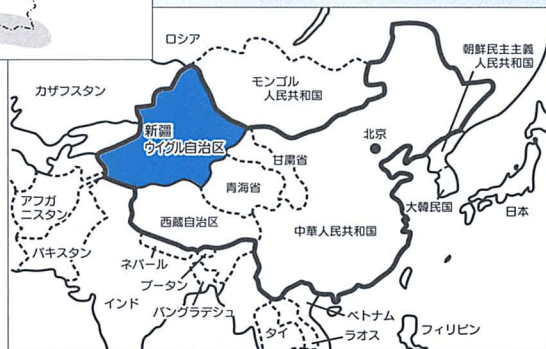 ロシア
朝鮮民主主義
人民共和国
カザフスタン
モンゴル
人民共和国
新疆
ウイグル自治区
北京
甘粛省
青海省
アフガ
ニスタン
西蔵自治区
中華人民共和国
大韓民国
日本
パキスタン
ネパール
ブータン
インド
バングラデシュ
ベトナム
タイ
ラオス
フィリピン